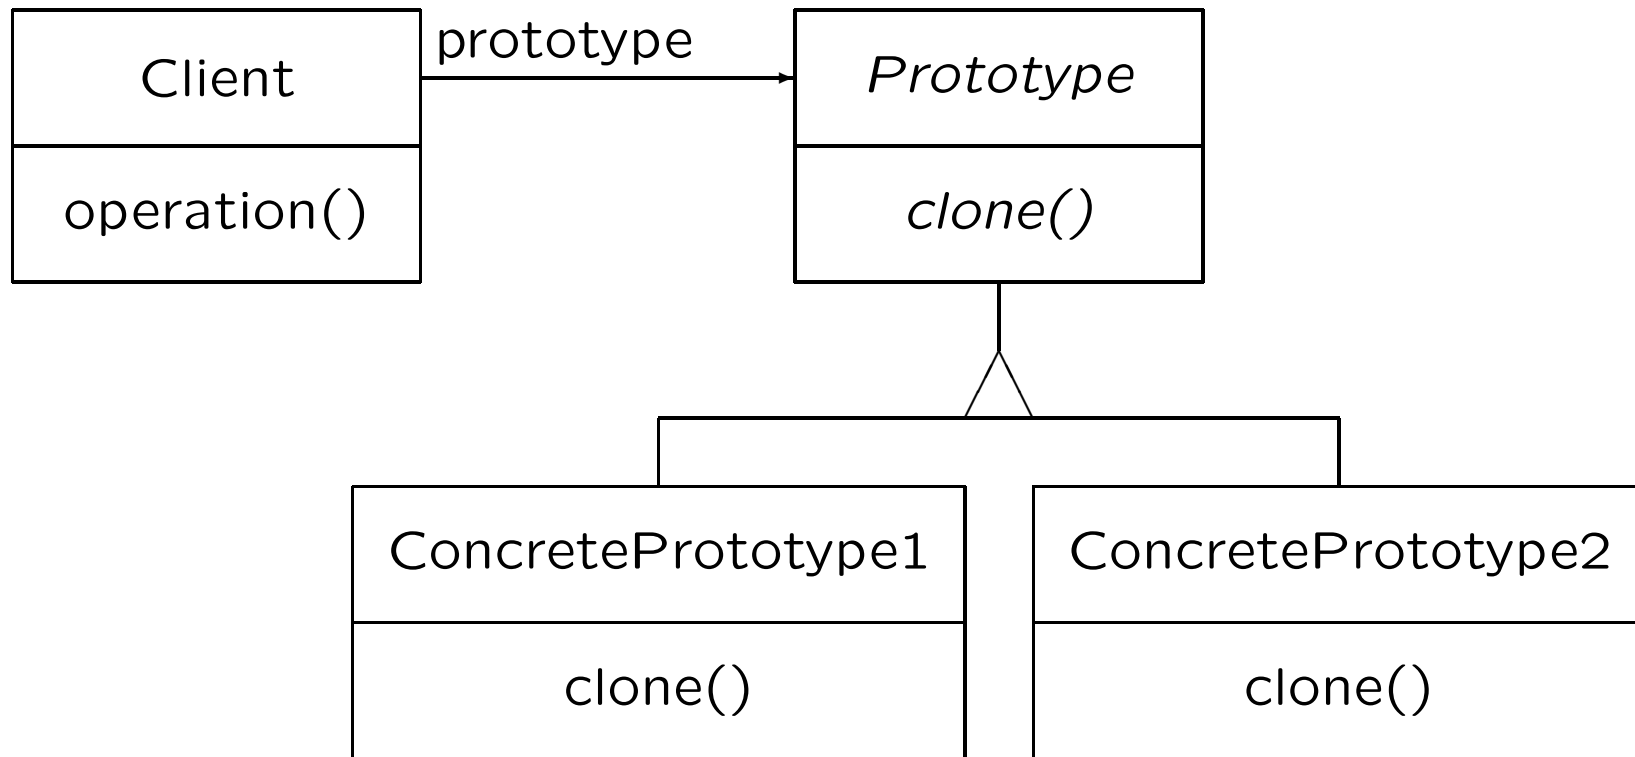 Client
operation()
prototype
Prototype
clone()
ConcretePrototype1
clone()
ConcretePrototype2
clone()